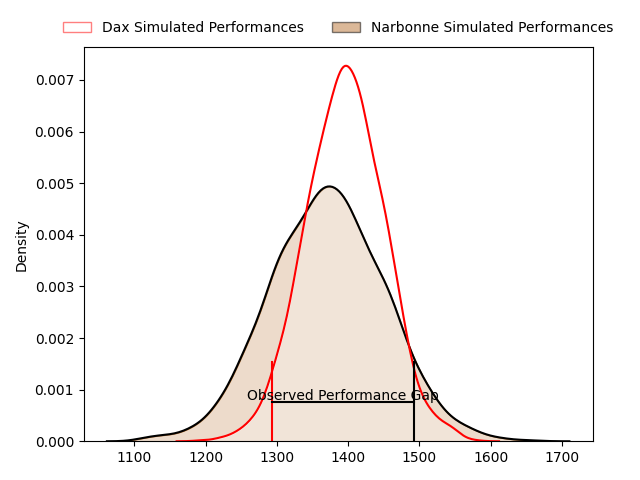 Dax Simulated Performances Narbonne Simulated Performances
0.007
0.006
0.005
0.004
0.003
0.002
0.001
0.000
Density
Observed Performance Gap
1100 1200 1300 1400 1500 1600 1700